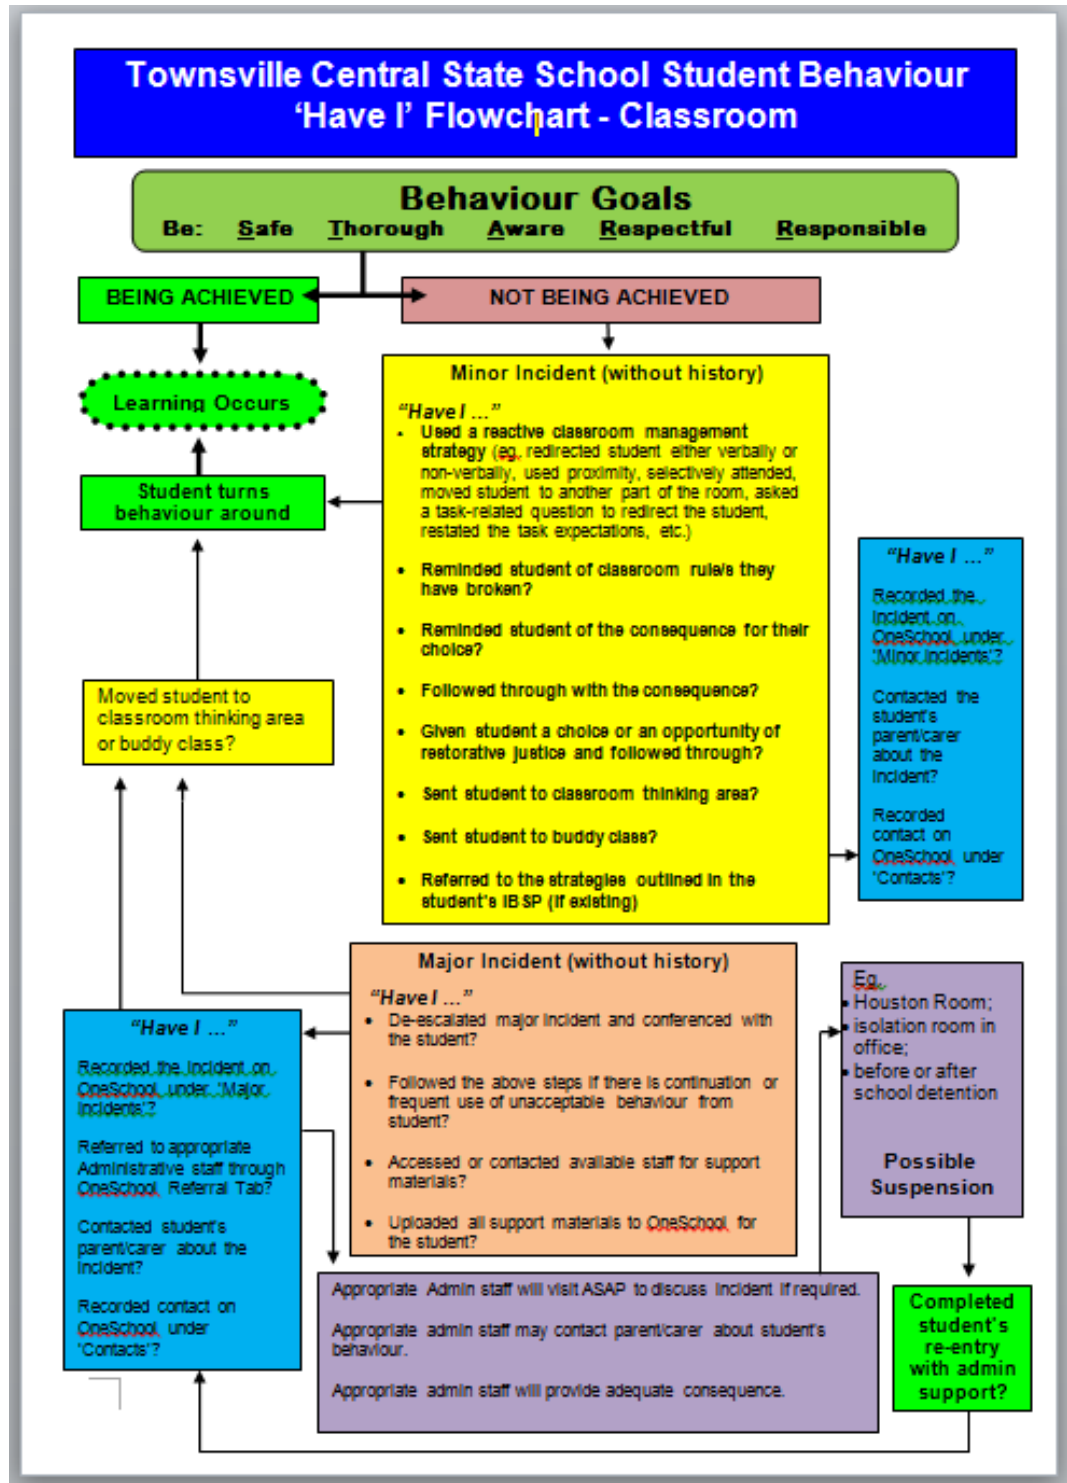 Townsville Central State School Student Behaviour
‘Have I’ Flowchart - Classroom
Behaviour Goals
Be: Safe Thorough Aware Respectful Responsible
BEING ACHIEVED
NOT BEING ACHIEVED
Learning Occurs
Student turns
behaviour around
Minor Incident (without history)
“Have I …”
• Used a reactive classroom management
strategy (eg. redirected student either verbally or
non-verbally, used proximity, selectively attended,
moved student to another part of the room, asked
a task-related question to redirect the student,
restated the task expectations, etc.)
• Reminded student of classroom rule/s they
have broken?
• Reminded student of the consequence for their
choice?
• Followed through with the consequence?
• Given student a choice or an opportunity of
restorative justice and followed through?
• Sent student to classroom thinking area?
• Sent student to buddy class?
• Referred to the strategies outlined in the
student's IBSP (if existing)
“Have I …”
Recorded the
incident on
OneSchool under
'Minor Incidents'?
Contacted the
student's
parent/carer
about the
incident?
Recorded
contact on
OneSchool under
'Contacts'?
Moved student to
classroom thinking area
or buddy class?
Major Incident (without history)
“Have I …”
• De-escalated major incident and conferenced with
the student?
• Followed the above steps if there is continuation or
frequent use of unacceptable behaviour from
student?
• Accessed or contacted available staff for support
materials?
• Uploaded all support materials to OneSchool for
the student?
“Have I …”
Recorded the incident on
OneSchool under 'Major
Incidents'?
Referred to appropriate
Administrative staff through
OneSchool Referral Tab?
Contacted student's
parent/carer about the
incident?
Recorded contact on
OneSchool under
'Contacts'?
Appropriate Admin staff will visit ASAP to discuss incident if required.
Appropriate admin staff may contact parent/carer about student's
behaviour.
Appropriate admin staff will provide adequate consequence.
Eg.
• Houston Room;
• isolation room in
office;
• before or after
school detention
Possible
Suspension
Completed
student's
re-entry
with admin
support?